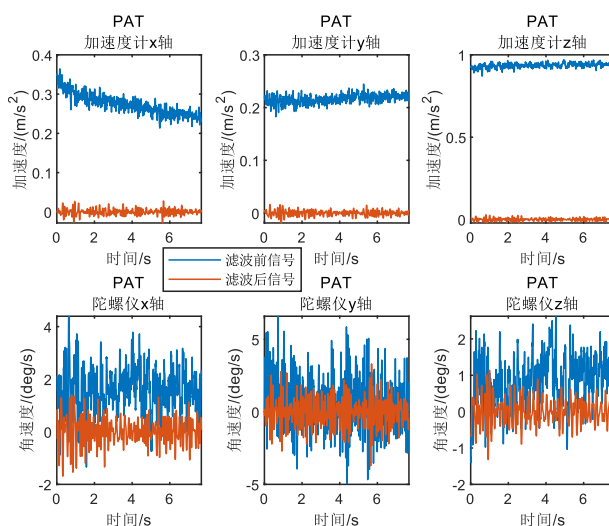 PAT
加速度计x轴
PAT
加速度计y轴
PAT
加速度计z轴
加速度/(m/s²)
0.4
0.3
0.2
0.1
0
0 2 4 6
时间/s
加速度/(m/s²)
0.3
0.2
0.1
0
0 2 4 6
时间/s
加速度/(m/s²)
1
0.5
0
0 2 4 6
时间/s
滤波前信号
滤波后信号
PAT
陀螺仪x轴
PAT
陀螺仪y轴
PAT
陀螺仪z轴
角速度/(deg/s)
4
2
0
-2
0 2 4 6
时间/s
角速度/(deg/s)
5
0
-5
0 2 4 6
时间/s
角速度/(deg/s)
2
1
0
-1
-2
0 2 4 6
时间/s